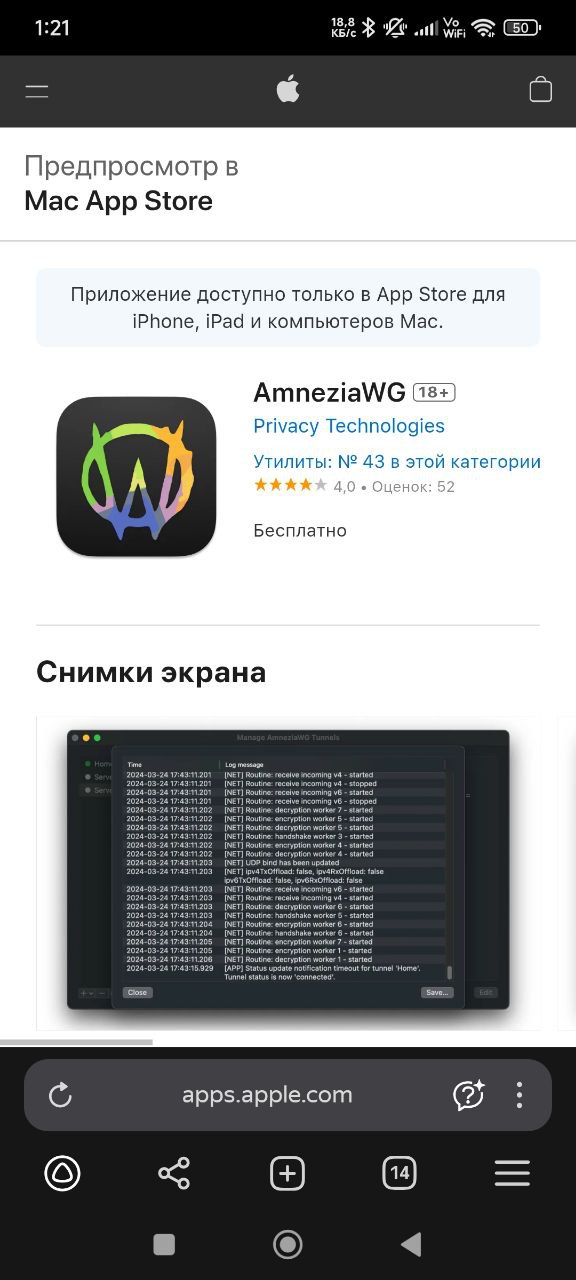 1:21
18,8
КБ/с
Vo
WiFi
50
Предпросмотр в
Mac App Store
Приложение доступно только в App Store для
iPhone, iPad и компьютеров Mac.
AmneziaWG 18+
Privacy Technologies
Утилиты: № 43 в этой категории
4,0 • Оценок: 52
Бесплатно
Снимки экрана
Manage AmneziaWG Tunnels
Time Log message
2024-03-24 17:43:11.201 [NET] Routine: receive incoming v4 - started
2024-03-24 17:43:11.201 [NET] Routine: receive incoming v4 - stopped
2024-03-24 17:43:11.201 [NET] Routine: receive incoming v6 - started
2024-03-24 17:43:11.201 [NET] Routine: receive incoming v6 - stopped
2024-03-24 17:43:11.202 [NET] Routine: decryption worker 7 - started
2024-03-24 17:43:11.202 [NET] Routine: encryption worker 5 - started
2024-03-24 17:43:11.202 [NET] Routine: decryption worker 5 - started
2024-03-24 17:43:11.202 [NET] Routine: handshake worker 3 - started
2024-03-24 17:43:11.202 [NET] Routine: encryption worker 4 - started
2024-03-24 17:43:11.202 [NET] Routine: decryption worker 4 - started
2024-03-24 17:43:11.203 [NET] UDP bind has been updated
2024-03-24 17:43:11.203 [NET] ipv4TxOffload: false, ipv4RxOffload: false
ipv6TxOffload: false, ipv6RxOffload: false
2024-03-24 17:43:11.203 [NET] Routine: receive incoming v6 - started
2024-03-24 17:43:11.203 [NET] Routine: receive incoming v4 - started
2024-03-24 17:43:11.203 [NET] Routine: decryption worker 6 - started
2024-03-24 17:43:11.203 [NET] Routine: handshake worker 5 - started
2024-03-24 17:43:11.204 [NET] Routine: encryption worker 6 - started
2024-03-24 17:43:11.204 [NET] Routine: handshake worker 6 - started
2024-03-24 17:43:11.205 [NET] Routine: encryption worker 7 - started
2024-03-24 17:43:11.205 [NET] Routine: encryption worker 1 - started
2024-03-24 17:43:11.206 [NET] Routine: decryption worker 1 - started
2024-03-24 17:43:15.929 [APP] Status update notification timeout for tunnel 'Home'.
Tunnel status is now 'connected'.
Close Save... Edit
apps.apple.com
14